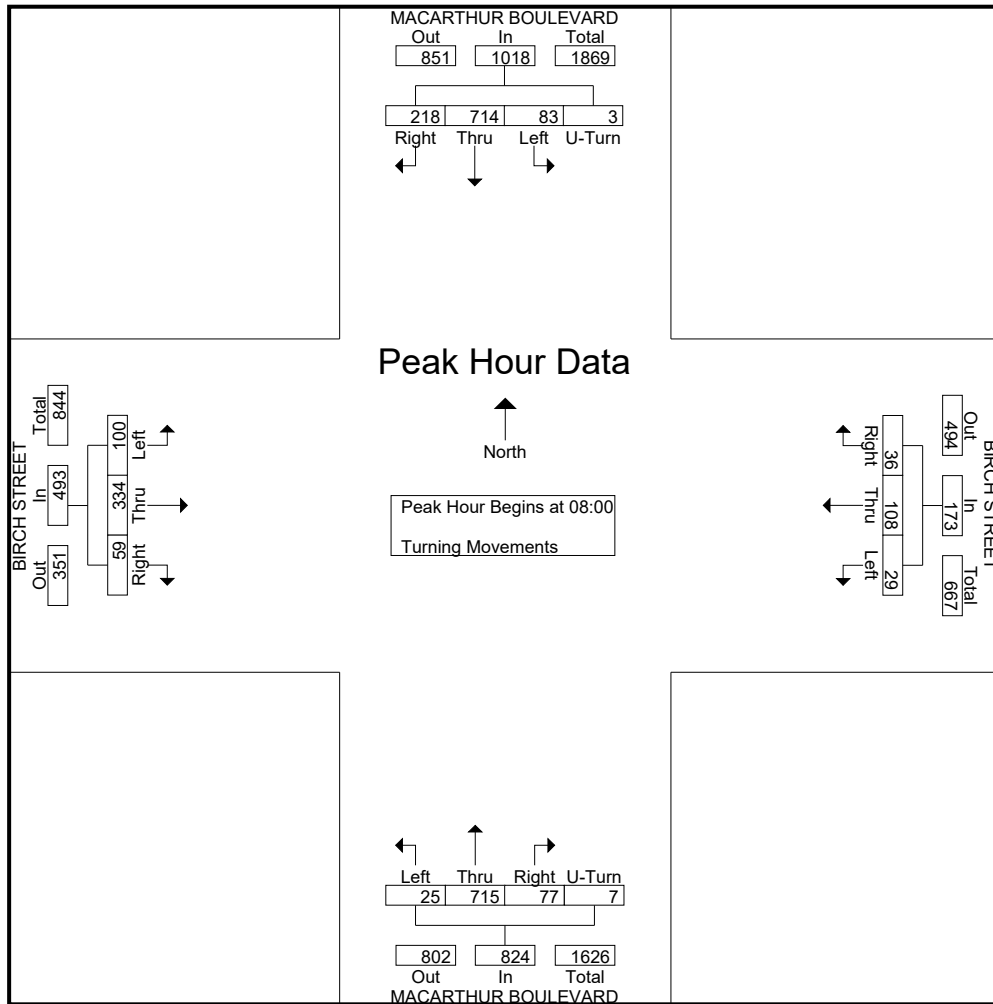 MACARTHUR BOULEVARD
Out In Total
851 1018 1869
218 714 83 3
Right Thru Left U-Turn
Peak Hour Data
North
Peak Hour Begins at 08:00
Turning Movements
BIRCH STREET
Total In Out
844 493 351
100 334 59
Left Thru Right
Right Thru Left
36 108 29
494 173 667
Out In Total
BIRCH STREET
Left Thru Right U-Turn
25 715 77 7
802 824 1626
Out In Total
MACARTHUR BOULEVARD